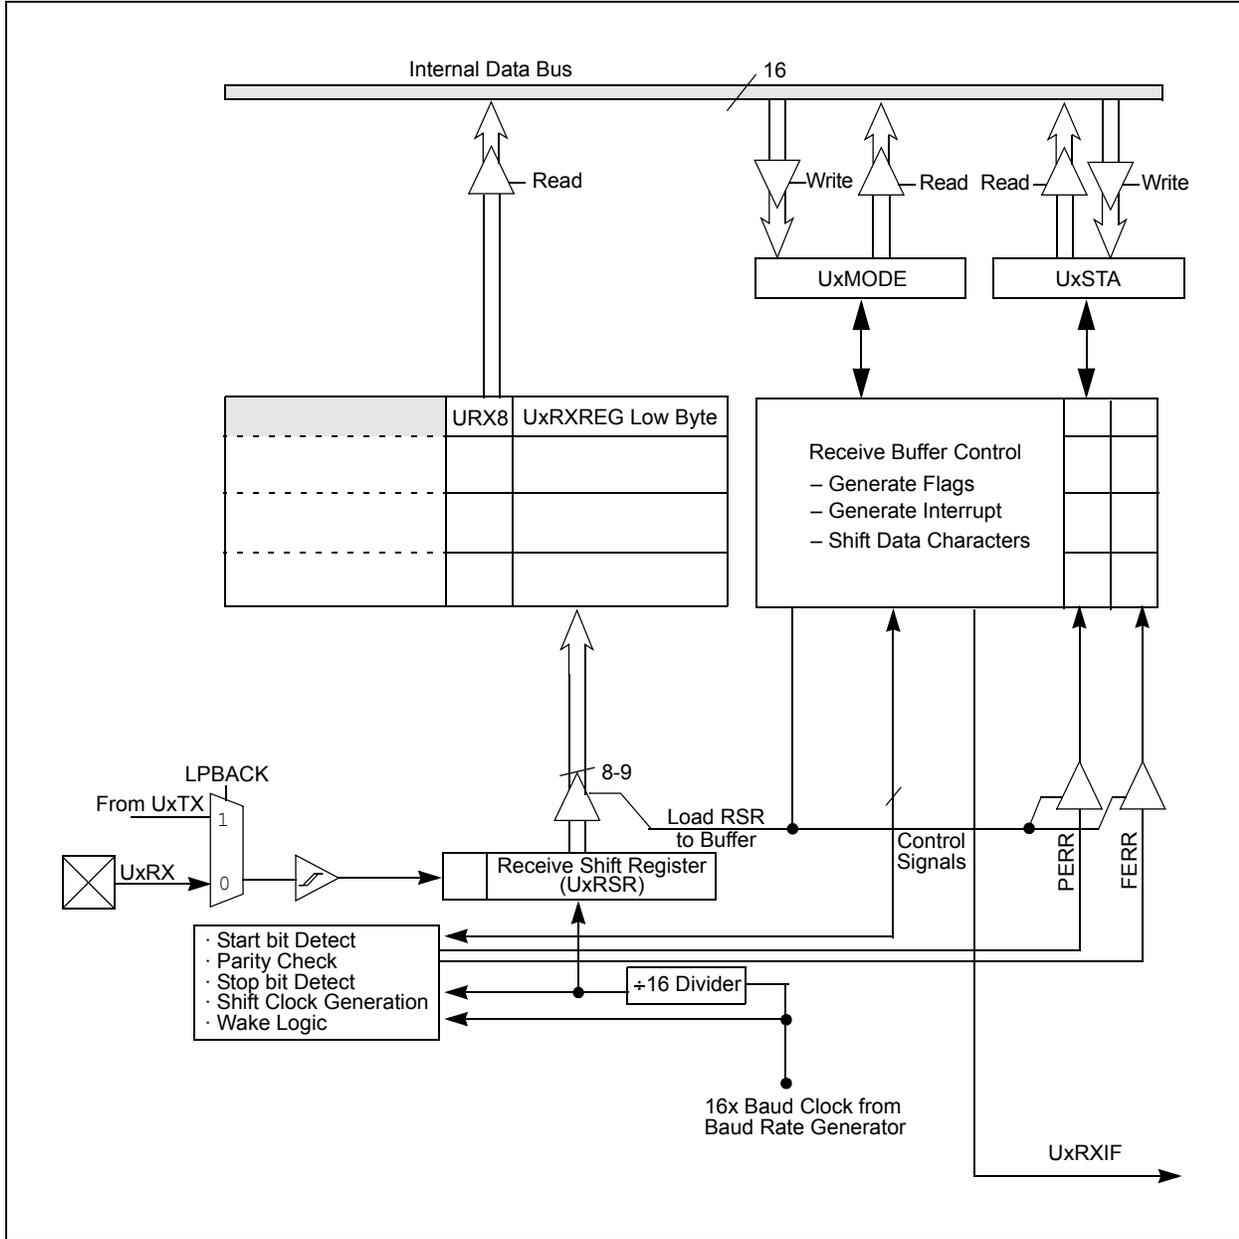 Internal Data Bus
16
Read
Write
Read
Read
Write
UxMODE
UxSTA
URX8
UxRXREG Low Byte
Receive Buffer Control
– Generate Flags
– Generate Interrupt
– Shift Data Characters
LPBACK
8-9
From UxTX
1
Load RSR
to Buffer
Control
Signals
PERR
FERR
UxRX
0
Receive Shift Register
(UxRSR)
· Start bit Detect
· Parity Check
· Stop bit Detect
· Shift Clock Generation
· Wake Logic
÷16 Divider
16x Baud Clock from
Baud Rate Generator
UxRXIF